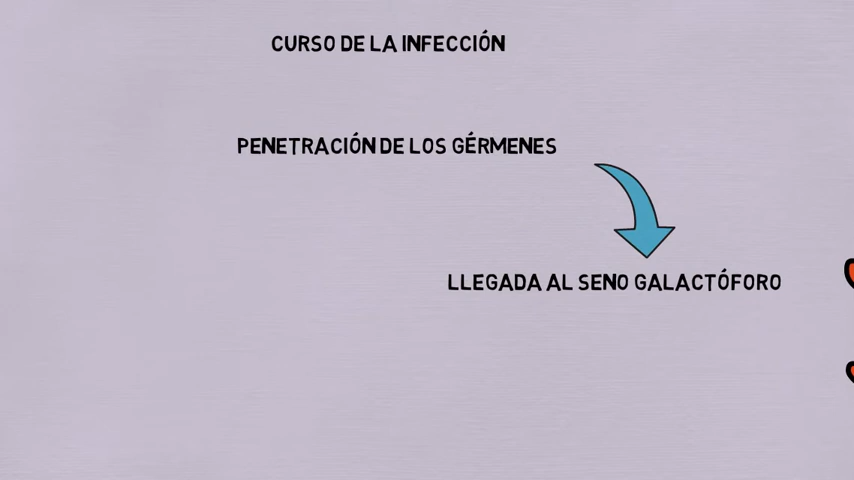 CURSO DE LA INFECCIÓN
PENETRACIÓN DE LOS GÉRMENES
LLEGADA AL SENO GALACTÓFORO